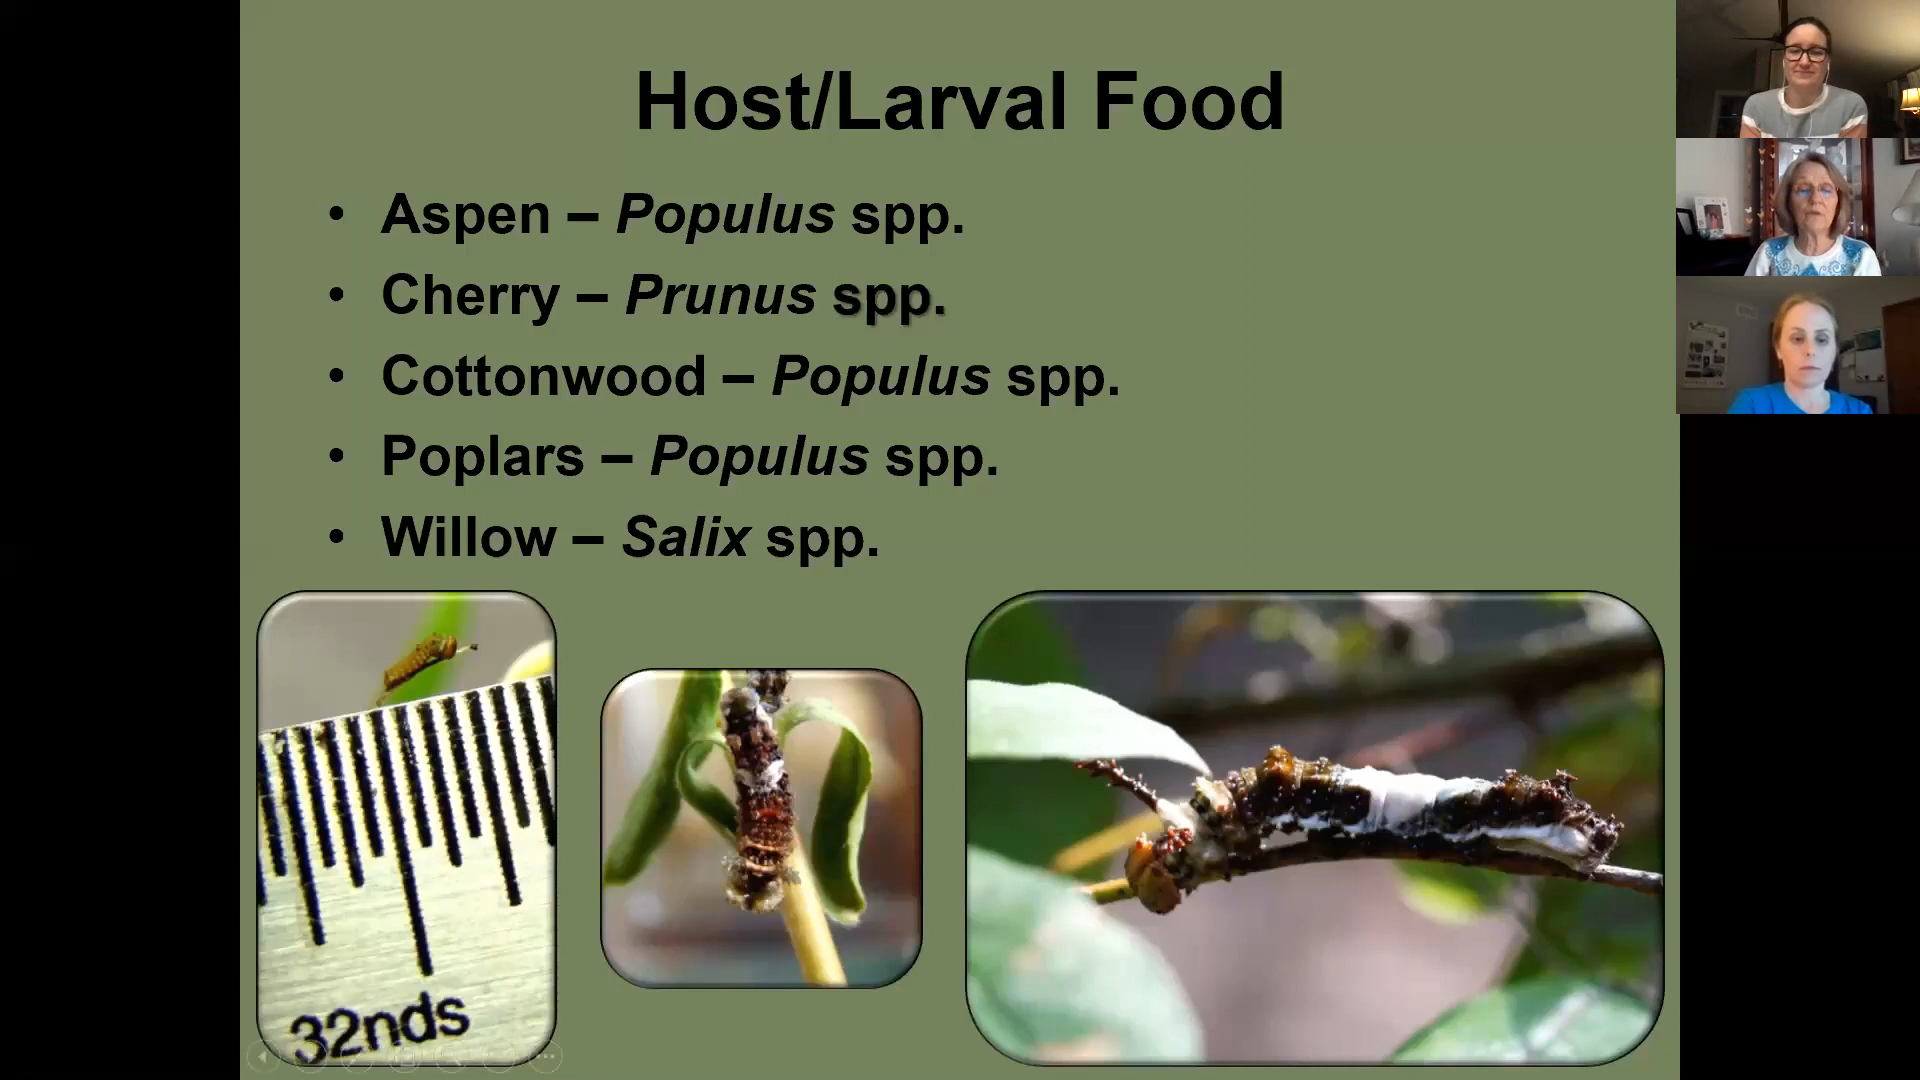 Host/Larval Food
• Aspen – Populus spp.
• Cherry – Prunus spp.
• Cottonwood – Populus spp.
• Poplars – Populus spp.
• Willow – Salix spp.
32nds